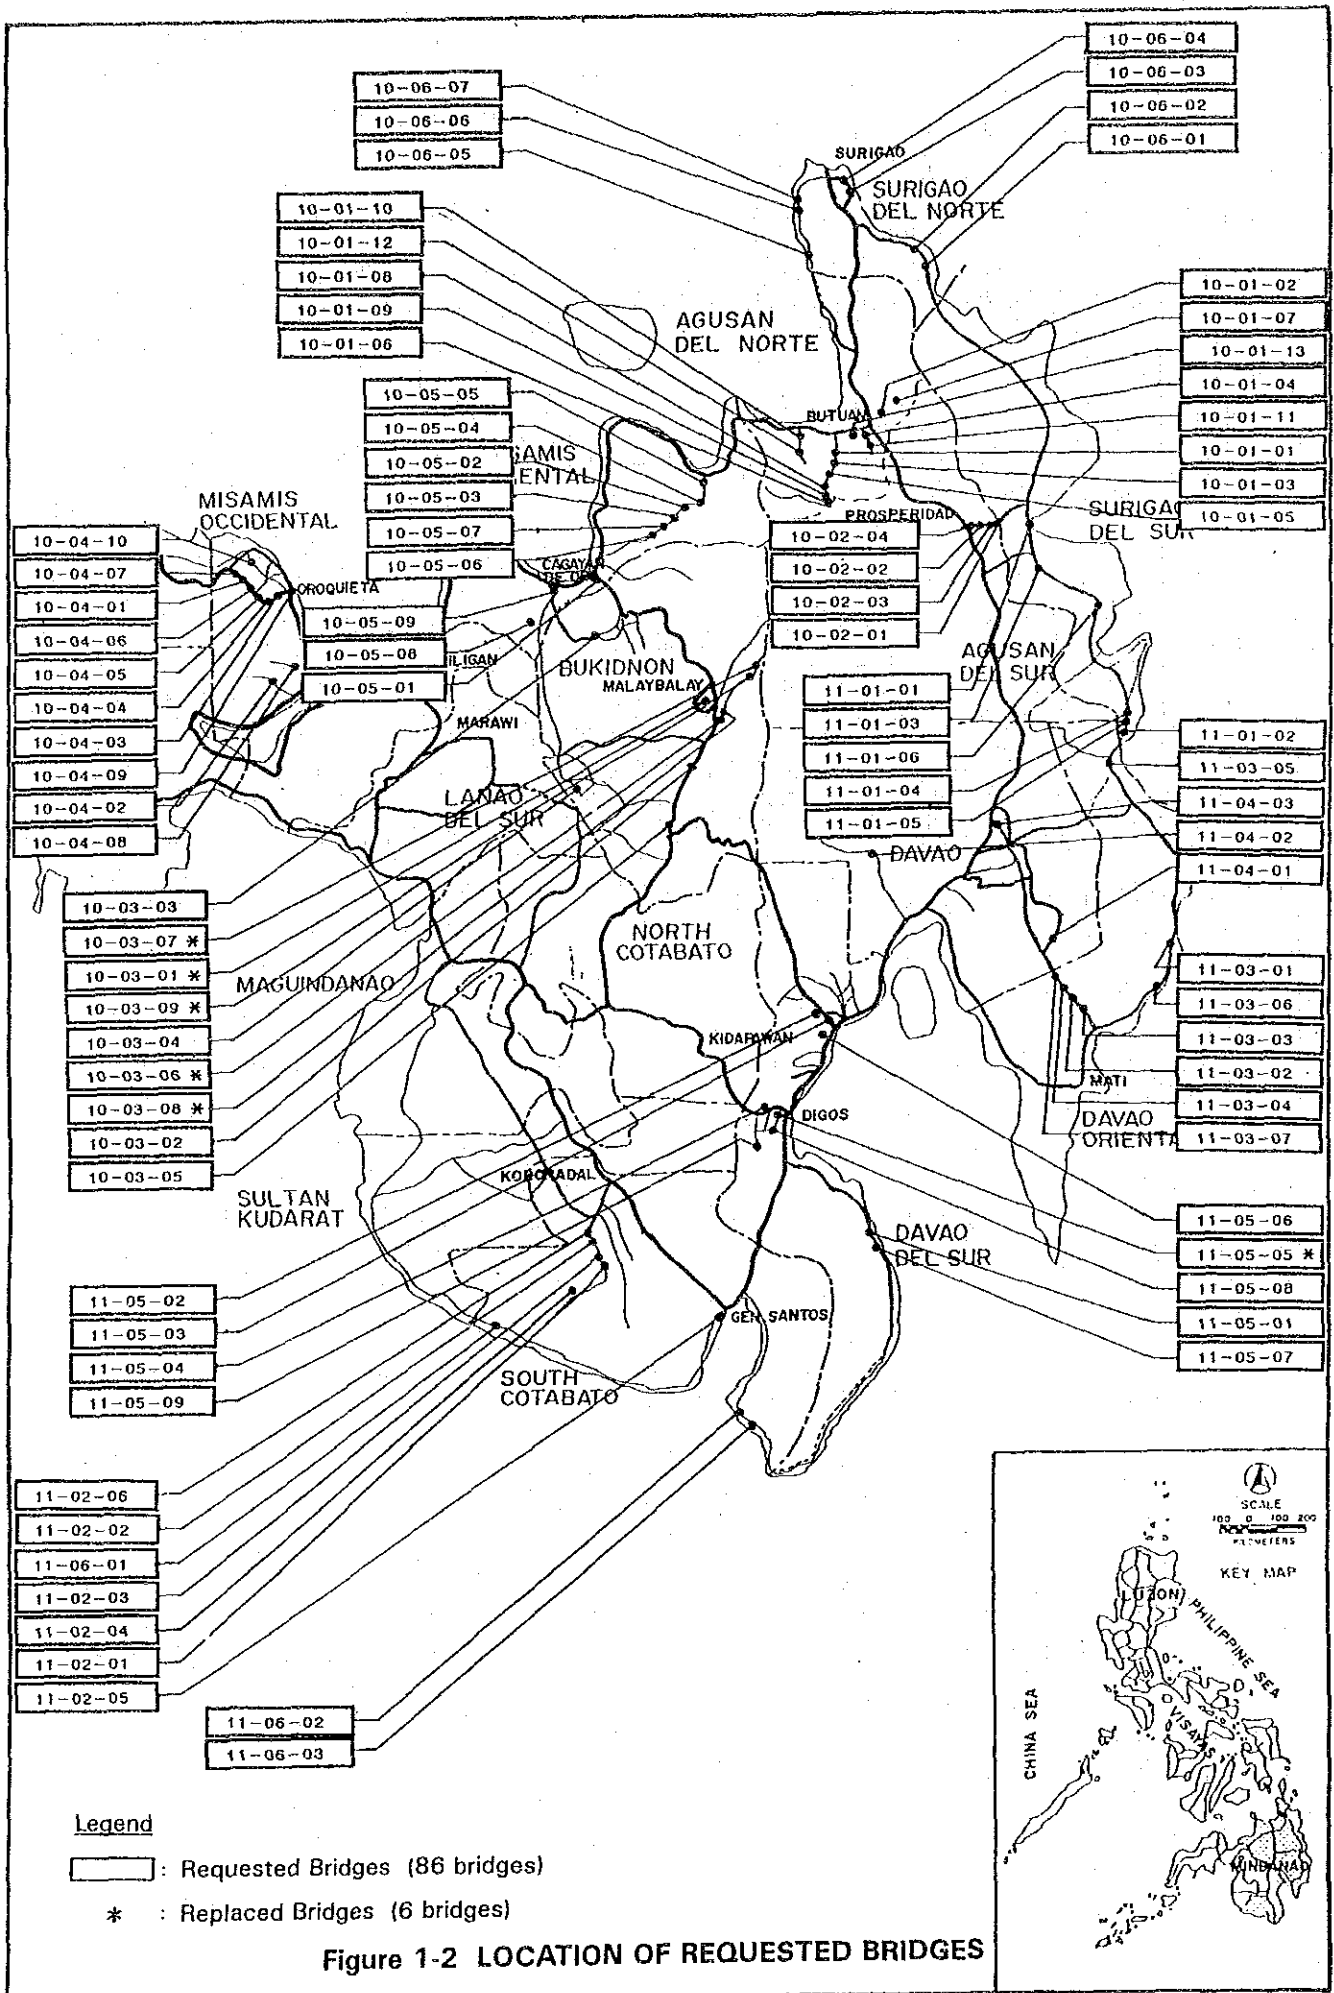 10-06-04
10-06-03
10-06-02
10-06-01
10-06-07
10-06-06
10-06-05
SURIGAO
SURIGAO
DEL NORTE
10-01-10
10-01-12
10-01-08
10-01-09
10-01-06
AGUSAN
DEL NORTE
10-01-02
10-01-07
10-01-13
10-01-04
10-01-11
10-01-01
10-01-03
10-01-05
10-05-05
10-05-04
10-05-02
10-05-03
10-05-07
10-05-06
BUTUAN
AMIS
ENTAL
MISAMIS
OCCIDENTAL
PROSPERIDAD
SURIGAO
DEL SUR
10-02-04
10-02-02
10-02-03
10-02-01
10-04-10
10-04-07
10-04-01
10-04-06
10-04-05
10-04-04
10-04-03
10-04-09
10-04-02
10-04-08
OROQUIETA
CAGAYAN
DE ORO
10-05-09
10-05-08
10-05-01
ILIGAN
BUKIDNON
MALAYBALAY
MARAWI
AGUSAN
DEL SUR
11-01-01
11-01-03
11-01-06
11-01-04
11-01-05
11-01-02
11-03-05
11-04-03
11-04-02
11-04-01
LANAO
DEL SUR
DAVAO
10-03-03
10-03-07 *
10-03-01 *
10-03-09 *
10-03-04
10-03-06 *
10-03-08 *
10-03-02
10-03-05
NORTH
COTABATO
MAGUINDANAO
KIDAPAWAN
11-03-01
11-03-06
11-03-03
11-03-02
11-03-04
11-03-07
MATI
DAVAO
ORIENTA
DIGOS
KORONADAL
SULTAN
KUDARAT
DAVAO
DEL SUR
11-05-06
11-05-05 *
11-05-08
11-05-01
11-05-07
11-05-02
11-05-03
11-05-04
11-05-09
GEN SANTOS
SOUTH
COTABATO
11-02-06
11-02-02
11-06-01
11-02-03
11-02-04
11-02-01
11-02-05
11-06-02
11-06-03
SCALE
100 0 100 200
KILOMETERS
KEY MAP
LUZON
PHILIPPINE SEA
VISAYAS
CHINA SEA
MINDANAO
Legend
: Requested Bridges (86 bridges)
* : Replaced Bridges (6 bridges)
Figure 1-2 LOCATION OF REQUESTED BRIDGES